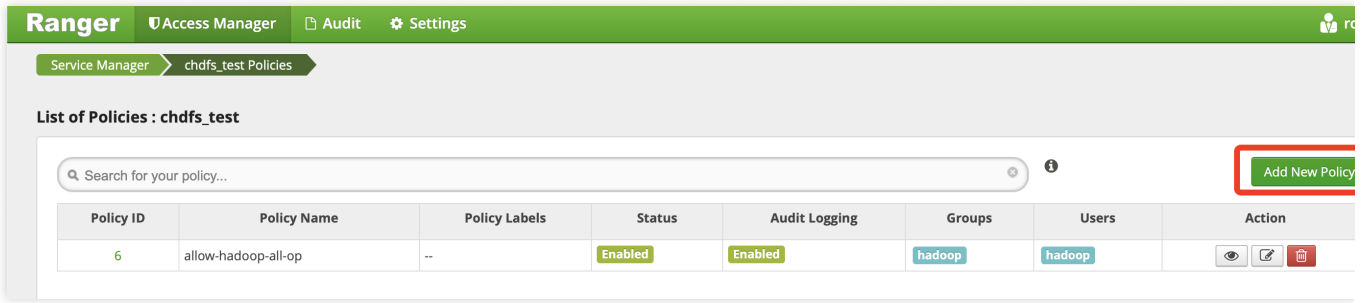 Ranger Access Manager Audit Settings
Service Manager chdfs_test Policies
List of Policies : chdfs_test
Search for your policy...
Add New Policy
Policy ID Policy Name Policy Labels Status Audit Logging Groups Users Action
6 allow-hadoop-all-op -- Enabled Enabled hadoop hadoop